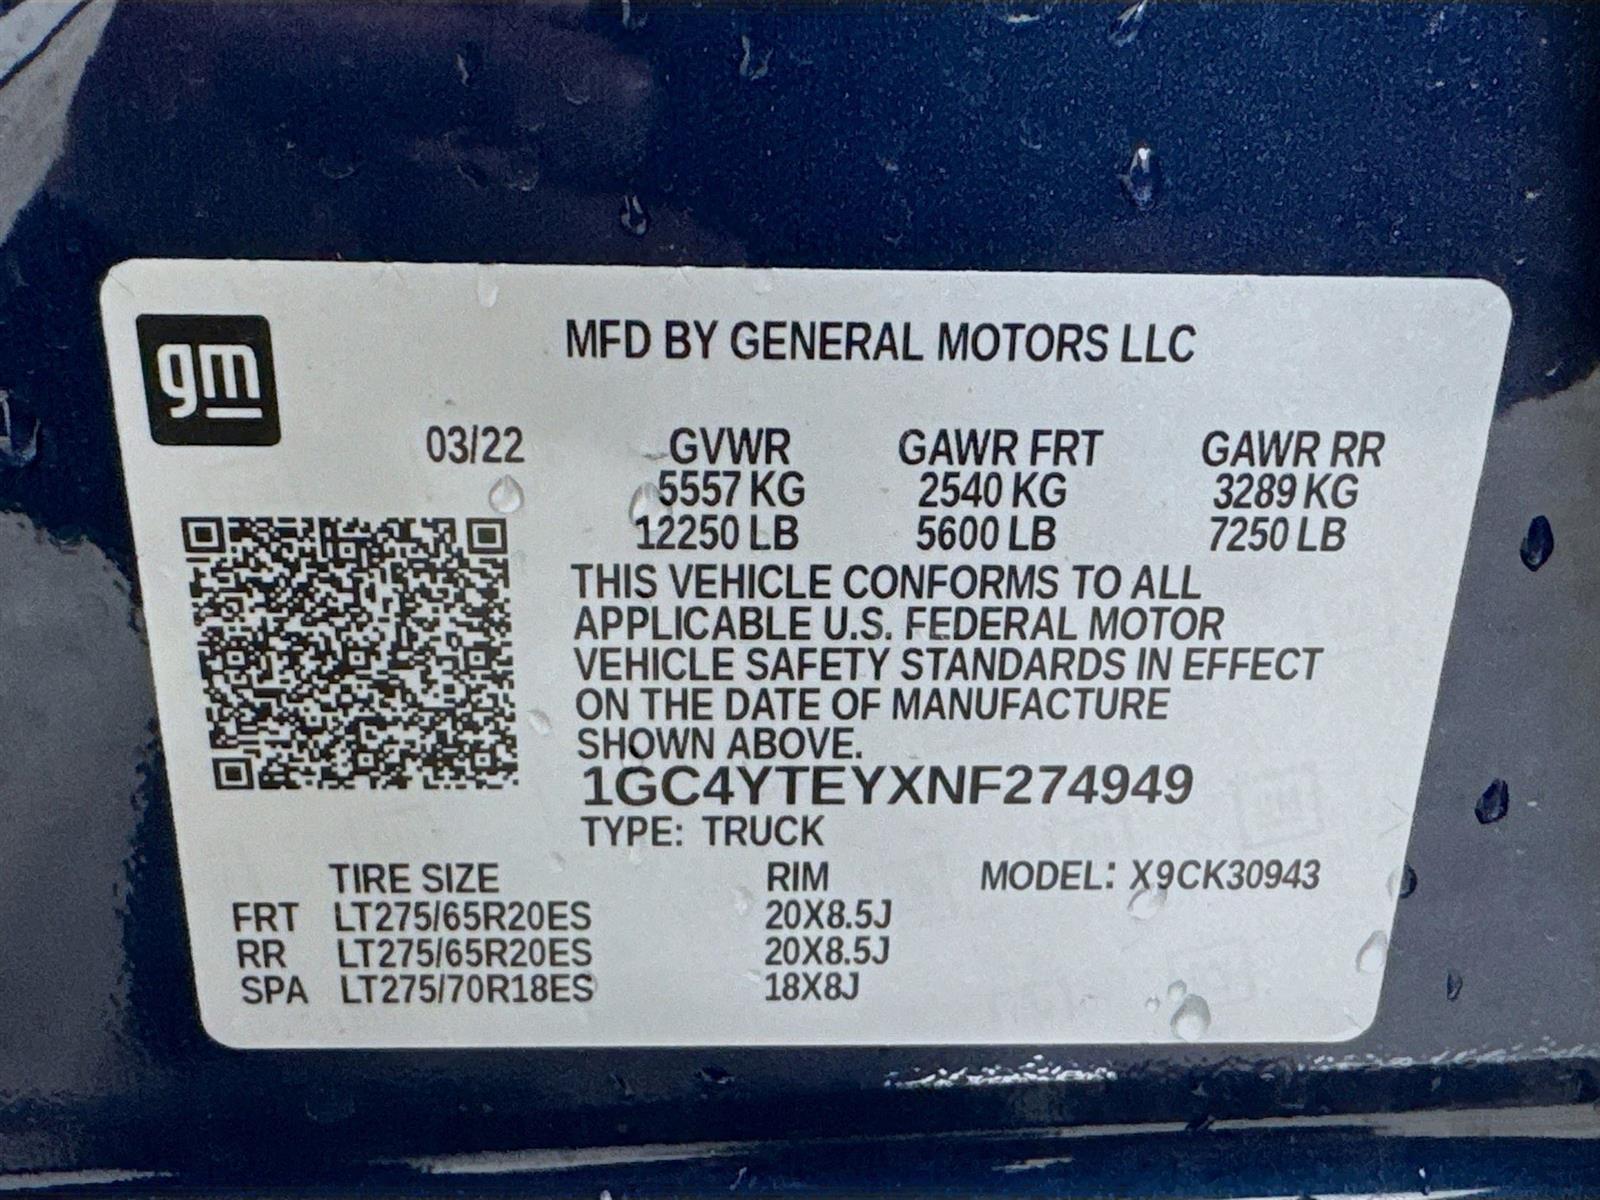 gm
MFD BY GENERAL MOTORS LLC
03/22 GVWR GAWR FRT GAWR RR
5557 KG 2540 KG 3289 KG
12250 LB 5600 LB 7250 LB
THIS VEHICLE CONFORMS TO ALL
APPLICABLE U.S. FEDERAL MOTOR
VEHICLE SAFETY STANDARDS IN EFFECT
ON THE DATE OF MANUFACTURE
SHOWN ABOVE.
1GC4YTEYXNF274949
TYPE: TRUCK
TIRE SIZE RIM MODEL: X9CK30943
FRT LT275/65R20ES 20X8.5J
RR LT275/65R20ES 20X8.5J
SPA LT275/70R18ES 18X8J